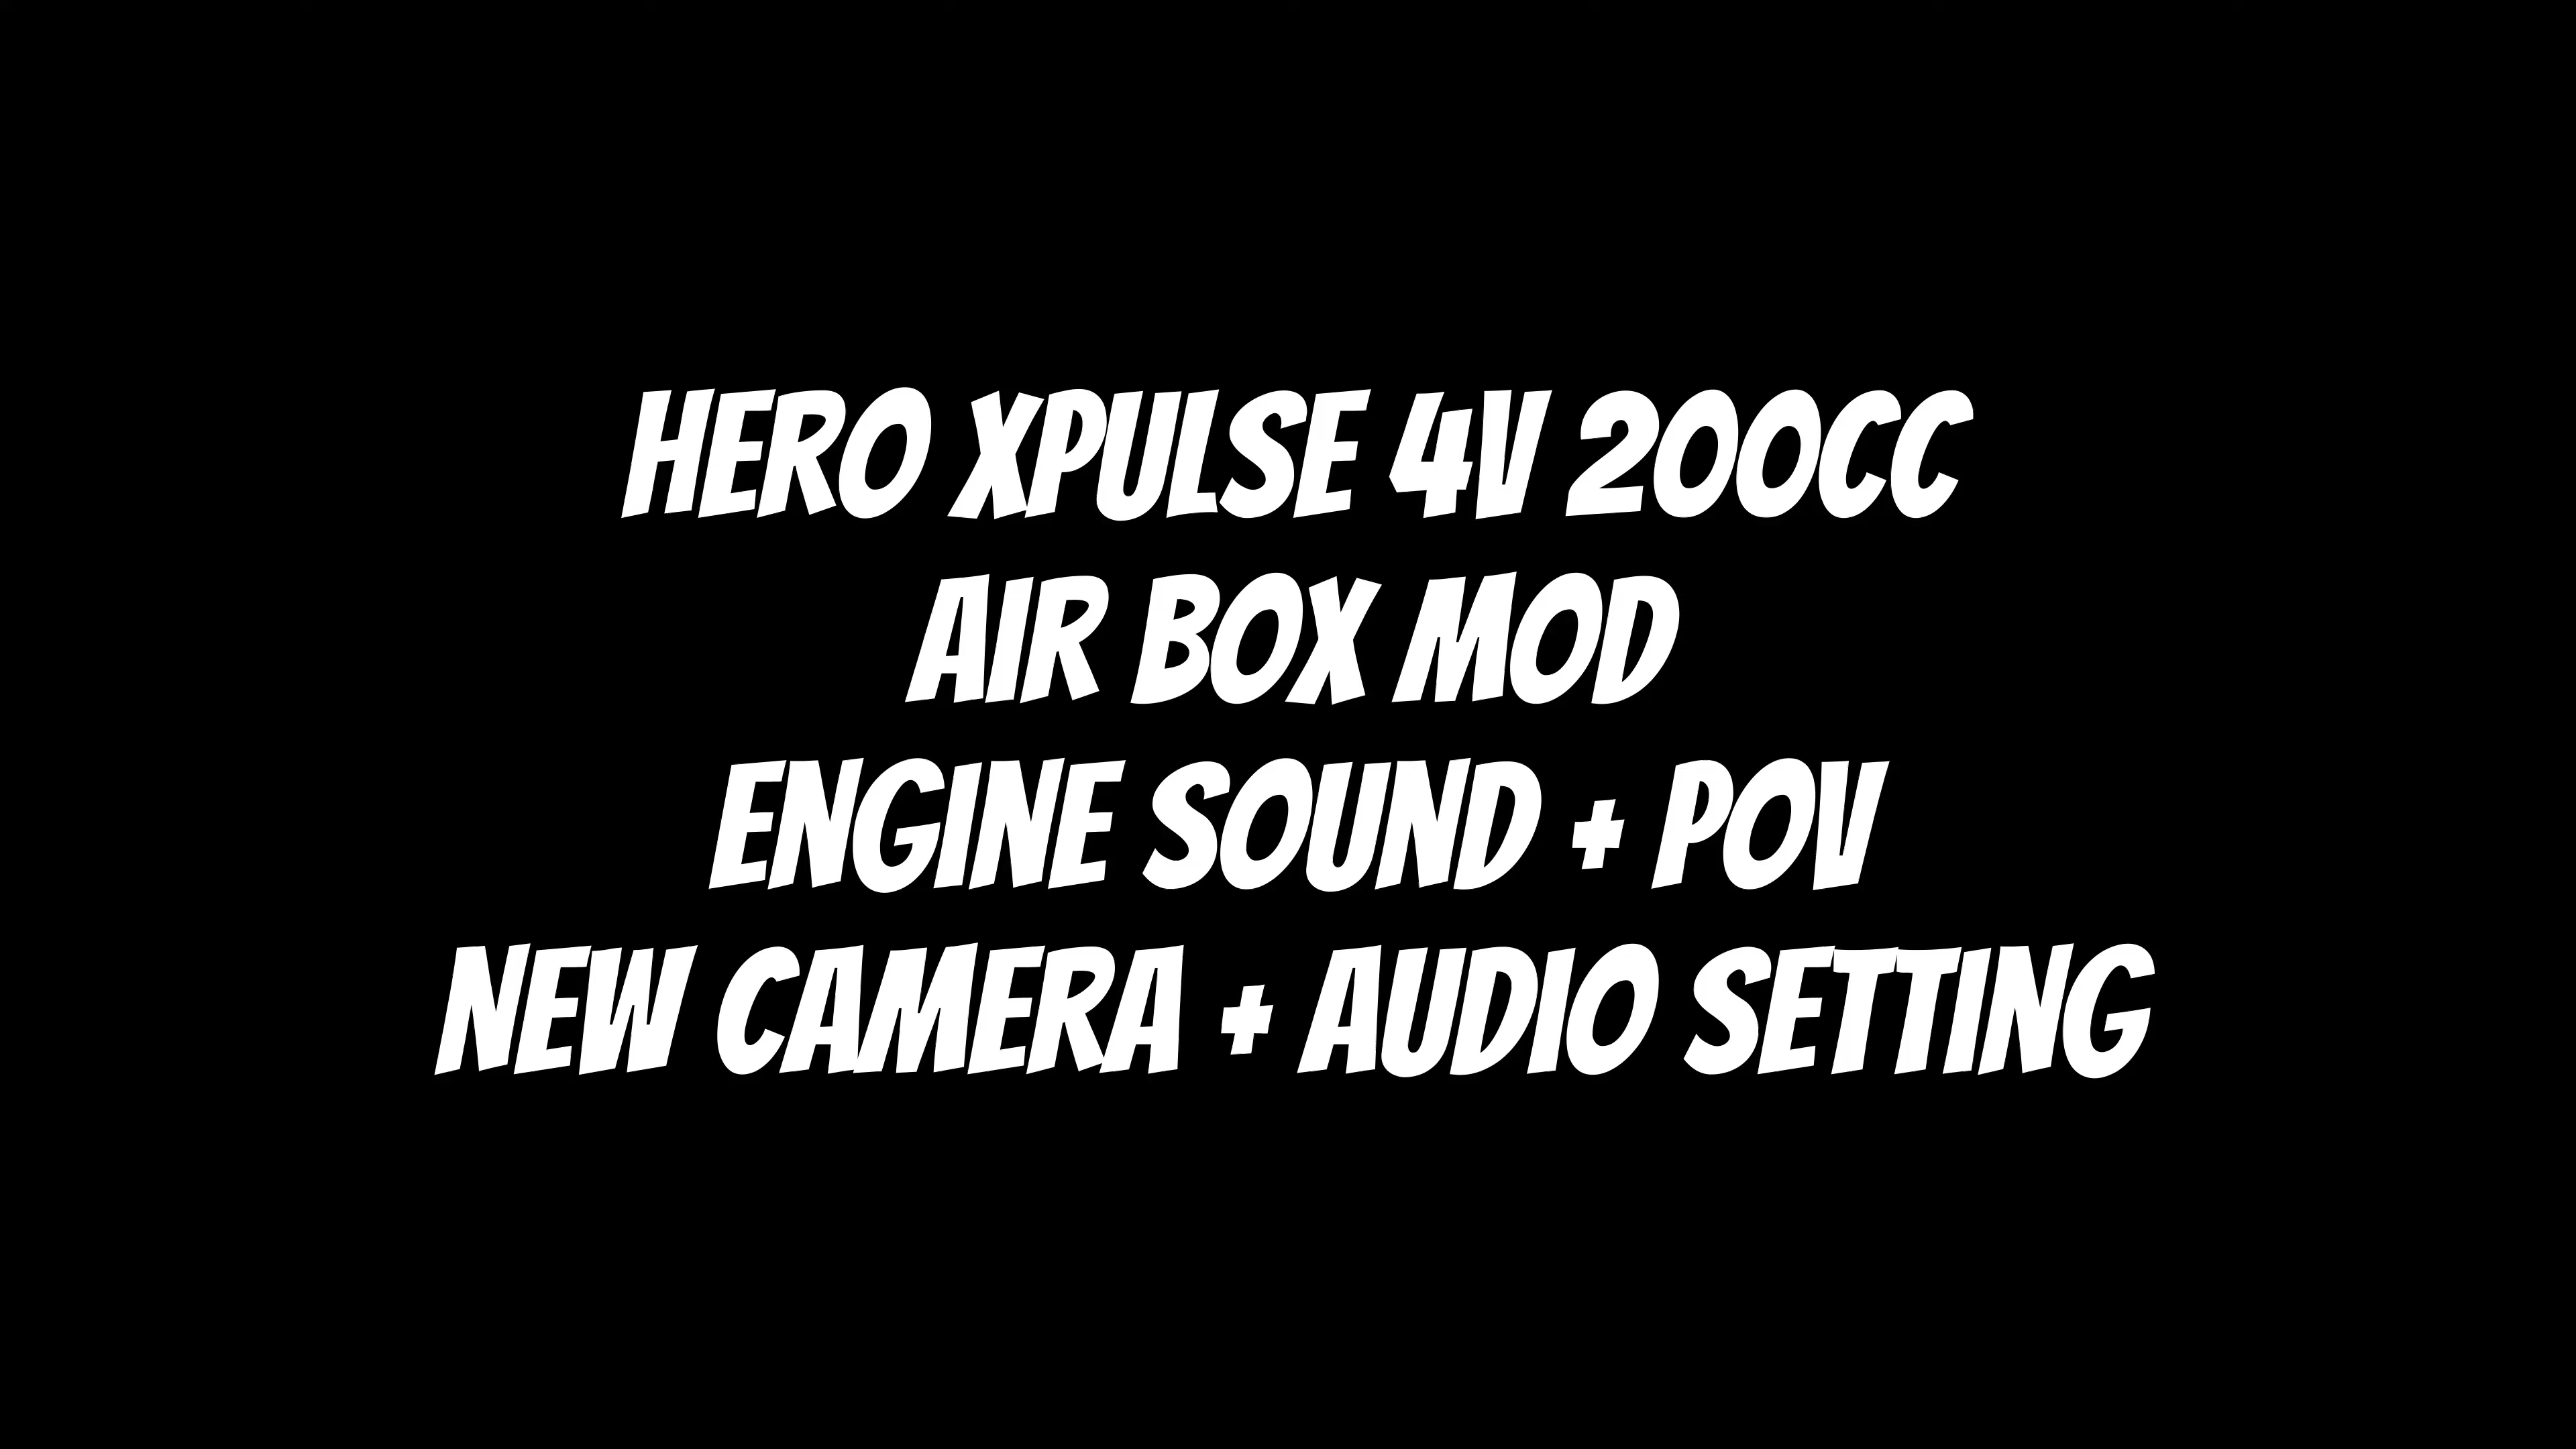 HERO XPULSE 4V 200CC
AIR BOX MOD
ENGINE SOUND + POV
NEW CAMERA + AUDIO SETTING